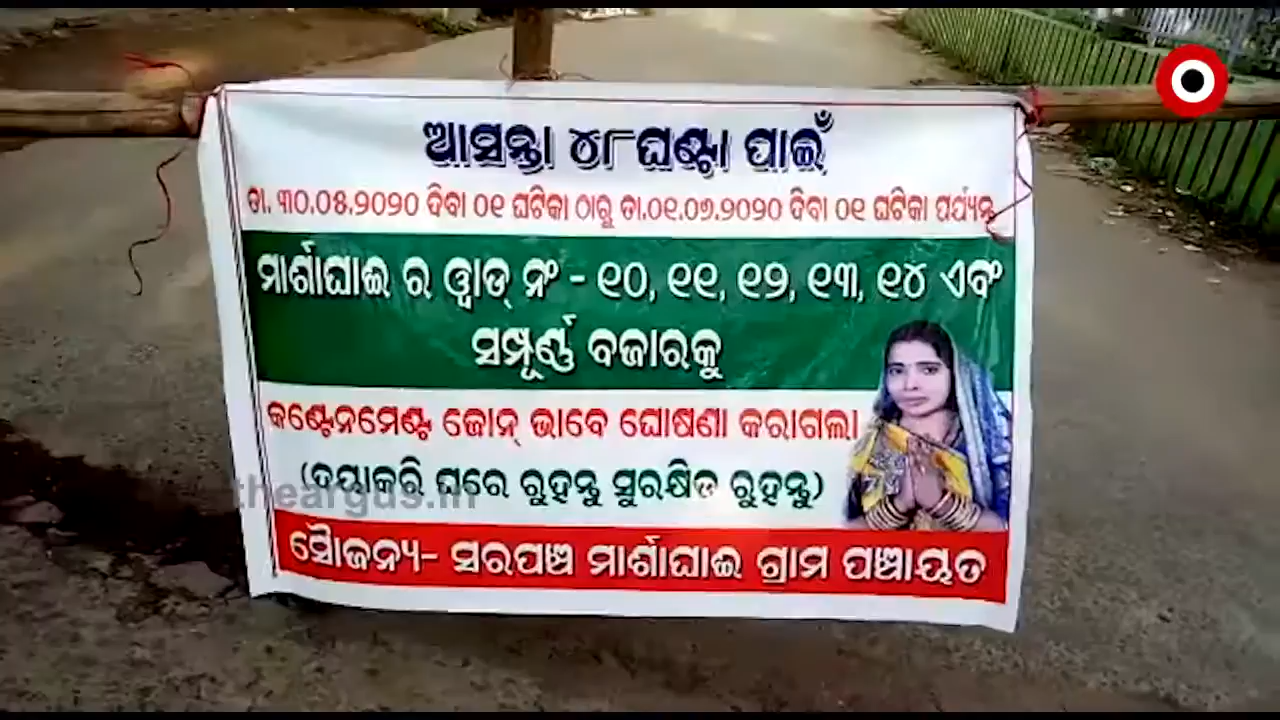 ଆସନ୍ତା ୪୮ଘଣ୍ଟା ପାଇଁ
ତା. ୩୦.୦୫.୨୦୨୦ ଦିବା ୦୧ ଘଟିକା ଠାରୁ ତା.୦୧.୦୬.୨୦୨୦ ଦିବା ୦୧ ଘଟିକା ପର୍ଯ୍ୟନ୍ତ
ମାର୍ଶାଘାଈ ର ୱାଡ୍ ନଂ - ୧୦, ୧୧, ୧୨, ୧୩, ୧୪ ଏବଂ
ସମ୍ପୂର୍ଣ୍ଣ ବଜାରକୁ
କଣ୍ଟେନମେଣ୍ଟ ଜୋନ୍ ଭାବେ ଘୋଷଣା କରାଗଲା
(ଦୟାକରି ଘରେ ରୁହନ୍ତୁ ସୁରକ୍ଷିତ ରୁହନ୍ତୁ)
theargus.in
ସୌଜନ୍ୟ- ସରପଞ୍ଚ ମାର୍ଶାଘାଈ ଗ୍ରାମ ପଞ୍ଚାୟତ